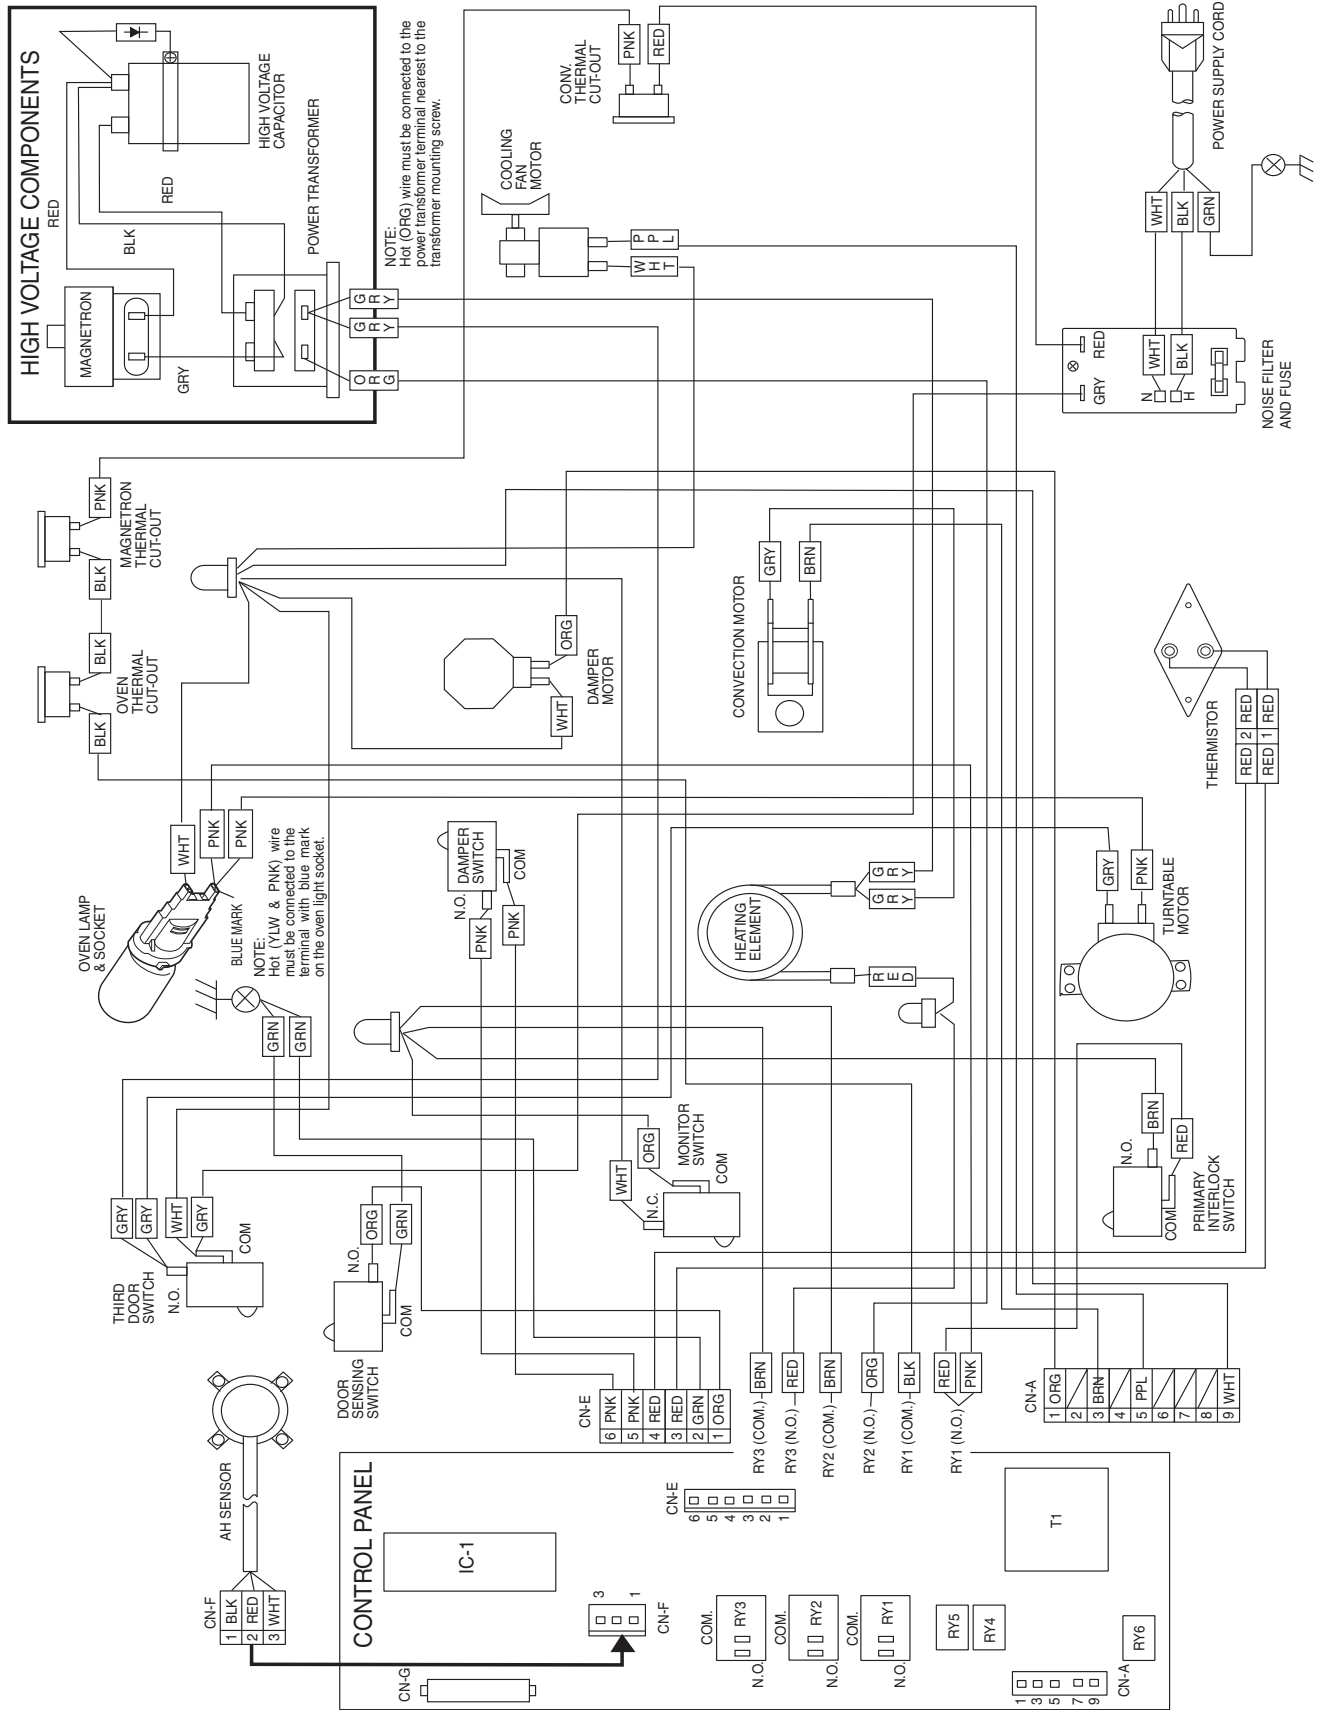 HIGH VOLTAGE COMPONENTS
MAGNETRON
RED
BLK
RED
GRY
HIGH VOLTAGE
CAPACITOR
POWER TRANSFORMER
GRY
GRY
ORG
NOTE:
Hot (ORG) wire must be connected to the
power transformer terminal nearest to the
transformer mounting screw.
COOLING
FAN
MOTOR
PPL
WHT
CONV.
THERMAL
CUT-OUT
PNK
RED
POWER SUPPLY CORD
WHT
BLK
GRN
GRY
RED
WHT
BLK
N
H
NOISE FILTER
AND FUSE
PNK
MAGNETRON
THERMAL
CUT-OUT
BLK
BLK
OVEN
THERMAL
CUT-OUT
BLK
ORG
DAMPER
MOTOR
WHT
CONVECTION MOTOR
GRY
BRN
THERMISTOR
RED 2 RED
RED 1 RED
OVEN LAMP
& SOCKET
WHT
PNK
PNK
BLUE MARK
NOTE:
Hot (YLW & PNK) wire
must be connected to the
terminal with blue mark
on the oven light socket.
GRN
GRN
DAMPER
SWITCH
N.O.
COM
PNK
PNK
HEATING
ELEMENT
GRY
GRY
RED
GRY
PNK
TURNTABLE
MOTOR
GRY
GRY
WHT
GRY
THIRD
DOOR
SWITCH
N.O.
COM
DOOR
SENSING
SWITCH
N.O.
COM
ORG
GRN
WHT
ORG
MONITOR
SWITCH
N.C.
COM
BRN
RED
N.O.
COM
PRIMARY
INTERLOCK
SWITCH
AH SENSOR
CN-F
1 BLK
2 RED
3 WHT
CN-E
6 PNK
5 PNK
4 RED
3 RED
2 GRN
1 ORG
RY3 (COM.) BRN
RY3 (N.O.) RED
RY2 (COM.) BRN
RY2 (N.O.) ORG
RY1 (COM.) BLK
RY1 (N.O.) RED
PNK
CN-A
1 ORG
2
3 BRN
4
5 PPL
6
7
8
9 WHT
CONTROL PANEL
IC-1
CN-G
CN-F
3
1
CN-E
6
5
4
3
2
1
COM.
RY3
N.O.
COM.
RY2
N.O.
COM.
RY1
N.O.
T1
RY5
RY4
RY6
CN-A
1
3
5
7
9